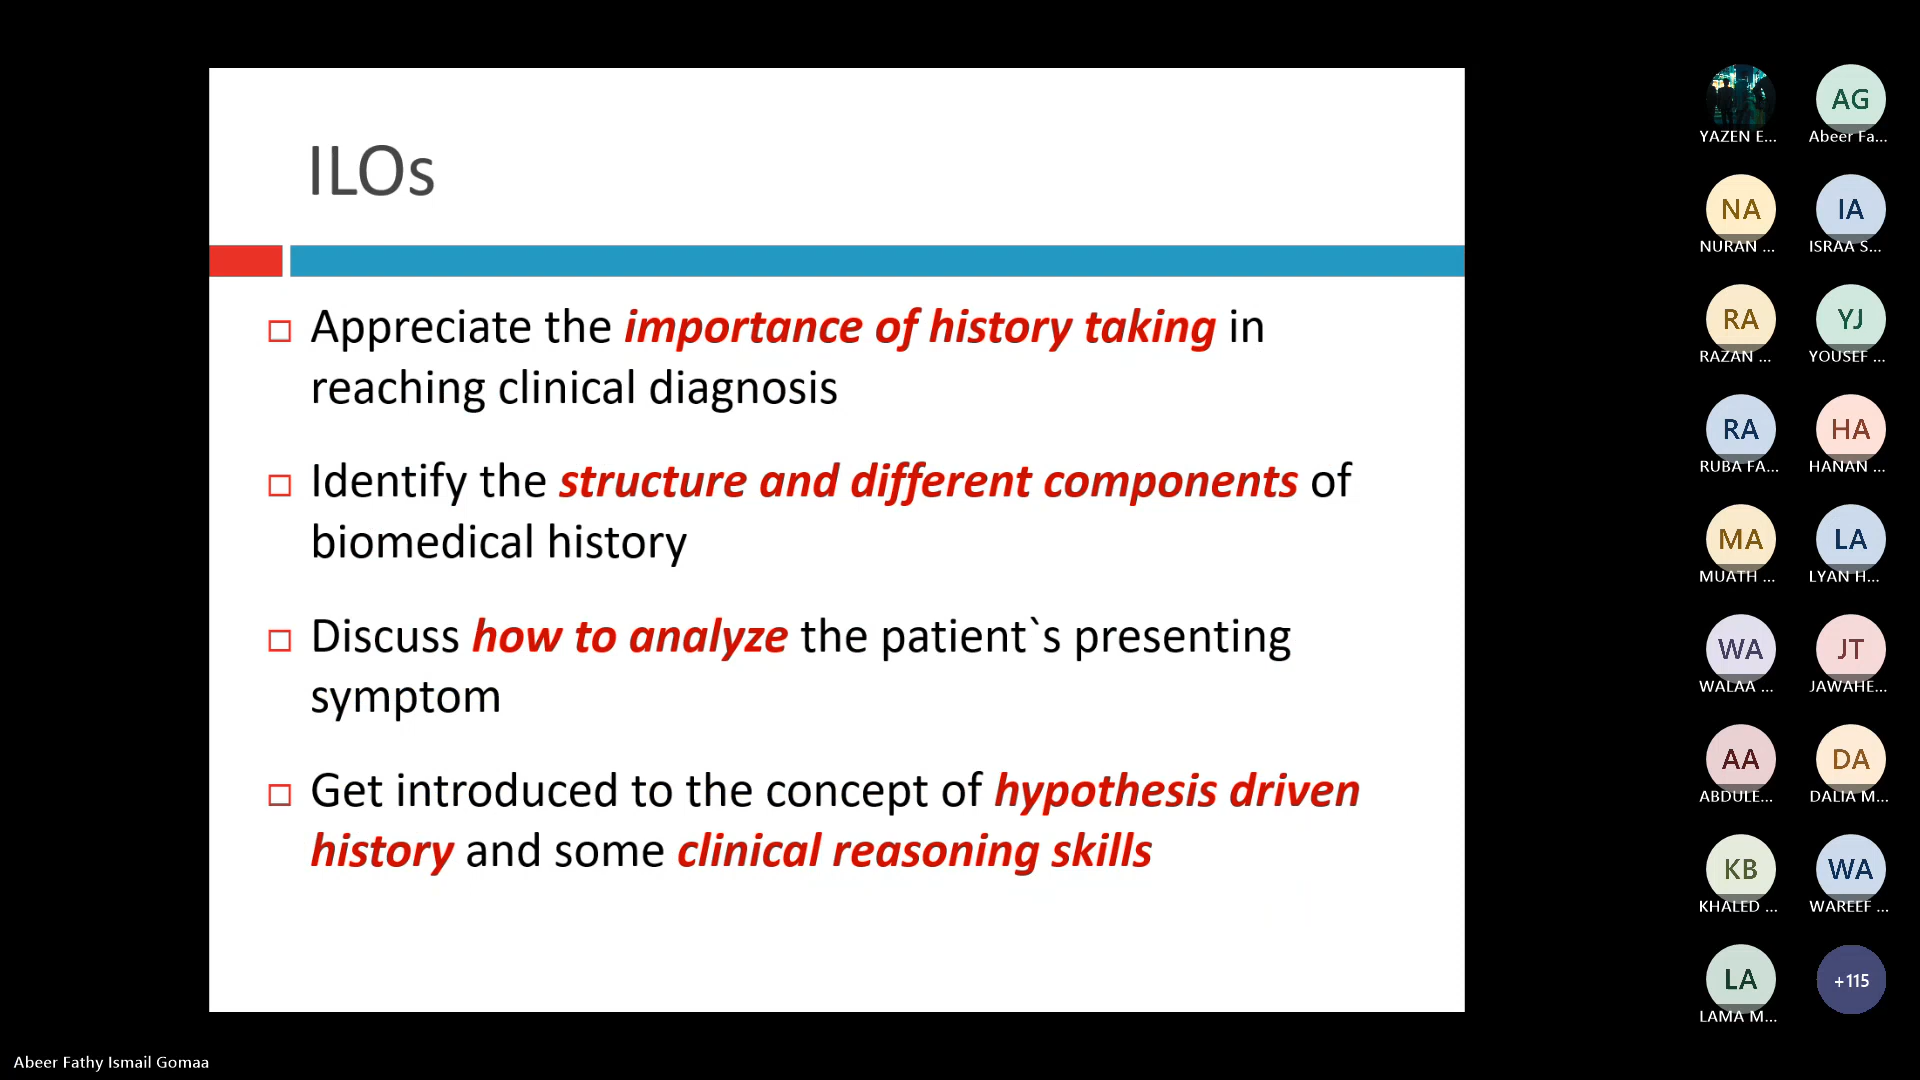 ILOs
Appreciate the importance of history taking in
reaching clinical diagnosis
Identify the structure and different components of
biomedical history
Discuss how to analyze the patient`s presenting
symptom
Get introduced to the concept of hypothesis driven
history and some clinical reasoning skills
YAZEN E...
AG
Abeer Fa...
NA
NURAN ...
IA
ISRAA S...
RA
RAZAN ...
YJ
YOUSEF ...
RA
RUBA FA...
HA
HANAN ...
MA
MUATH ...
LA
LYAN H...
WA
WALAA ...
JT
JAWAHE...
AA
ABDULE...
DA
DALIA M...
KB
KHALED ...
WA
WAREEF ...
LA
LAMA M...
+115
Abeer Fathy Ismail Gomaa